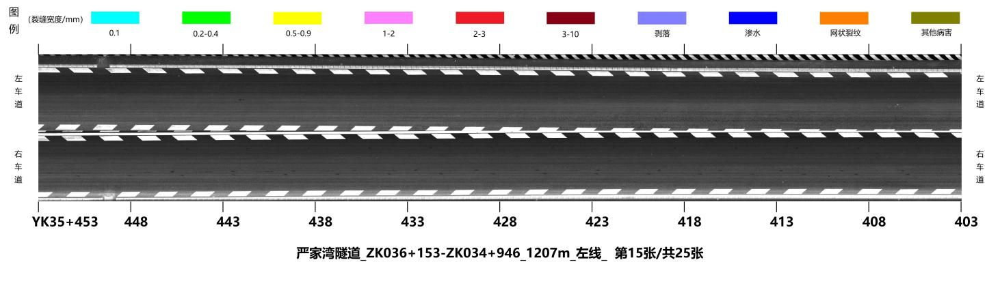 图例
(裂缝宽度/mm)
0.1 0.2-0.4 0.5-0.9 1-2 2-3 3-10 剥落 渗水 网状裂纹 其他病害
左车道 左车道
右车道 右车道
YK35+453 448 443 438 433 428 423 418 413 408 403
严家湾隧道_ZK036+153-ZK034+946_1207m_左线_ 第15张/共25张